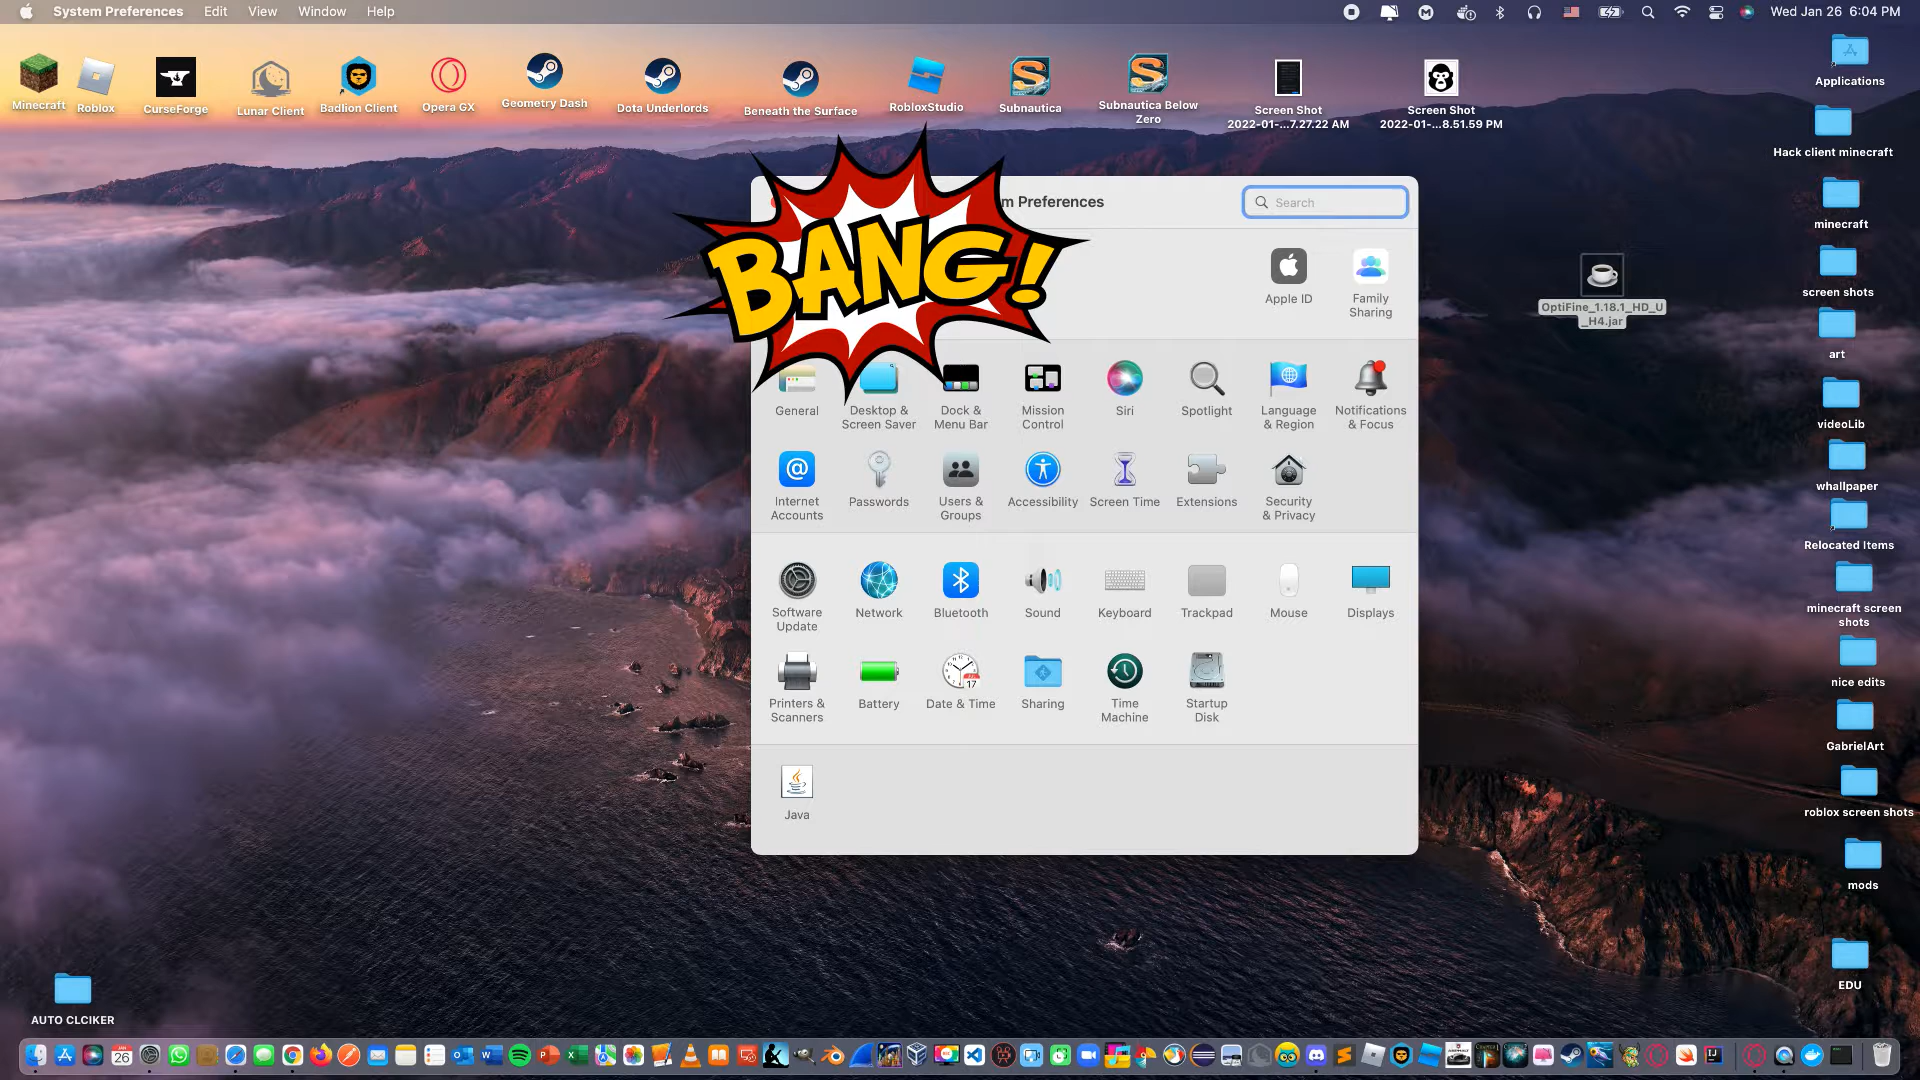 System Preferences Edit View Window Help
Wed Jan 26 6:04 PM
Minecraft
Roblox
CurseForge
Lunar Client
Badlion Client
Opera GX
Geometry Dash
Dota Underlords
Beneath the Surface
RobloxStudio
Subnautica
Subnautica Below
Zero
Screen Shot
2022-01-...7.27.22 AM
Screen Shot
2022-01-...8.51.59 PM
Applications
Hack client minecraft
minecraft
screen shots
art
videoLib
whallpaper
Relocated Items
minecraft screen
shots
nice edits
GabrielArt
roblox screen shots
mods
EDU
OptiFine_1.18.1_HD_U
_H4.jar
AUTO CLCIKER
BANG!
m Preferences
Search
Apple ID
Family
Sharing
General
Desktop &
Screen Saver
Dock &
Menu Bar
Mission
Control
Siri
Spotlight
Language
& Region
Notifications
& Focus
Internet
Accounts
Passwords
Users &
Groups
Accessibility
Screen Time
Extensions
Security
& Privacy
Software
Update
Network
Bluetooth
Sound
Keyboard
Trackpad
Mouse
Displays
Printers &
Scanners
Battery
Date & Time
17
Sharing
Time
Machine
Startup
Disk
Java
26